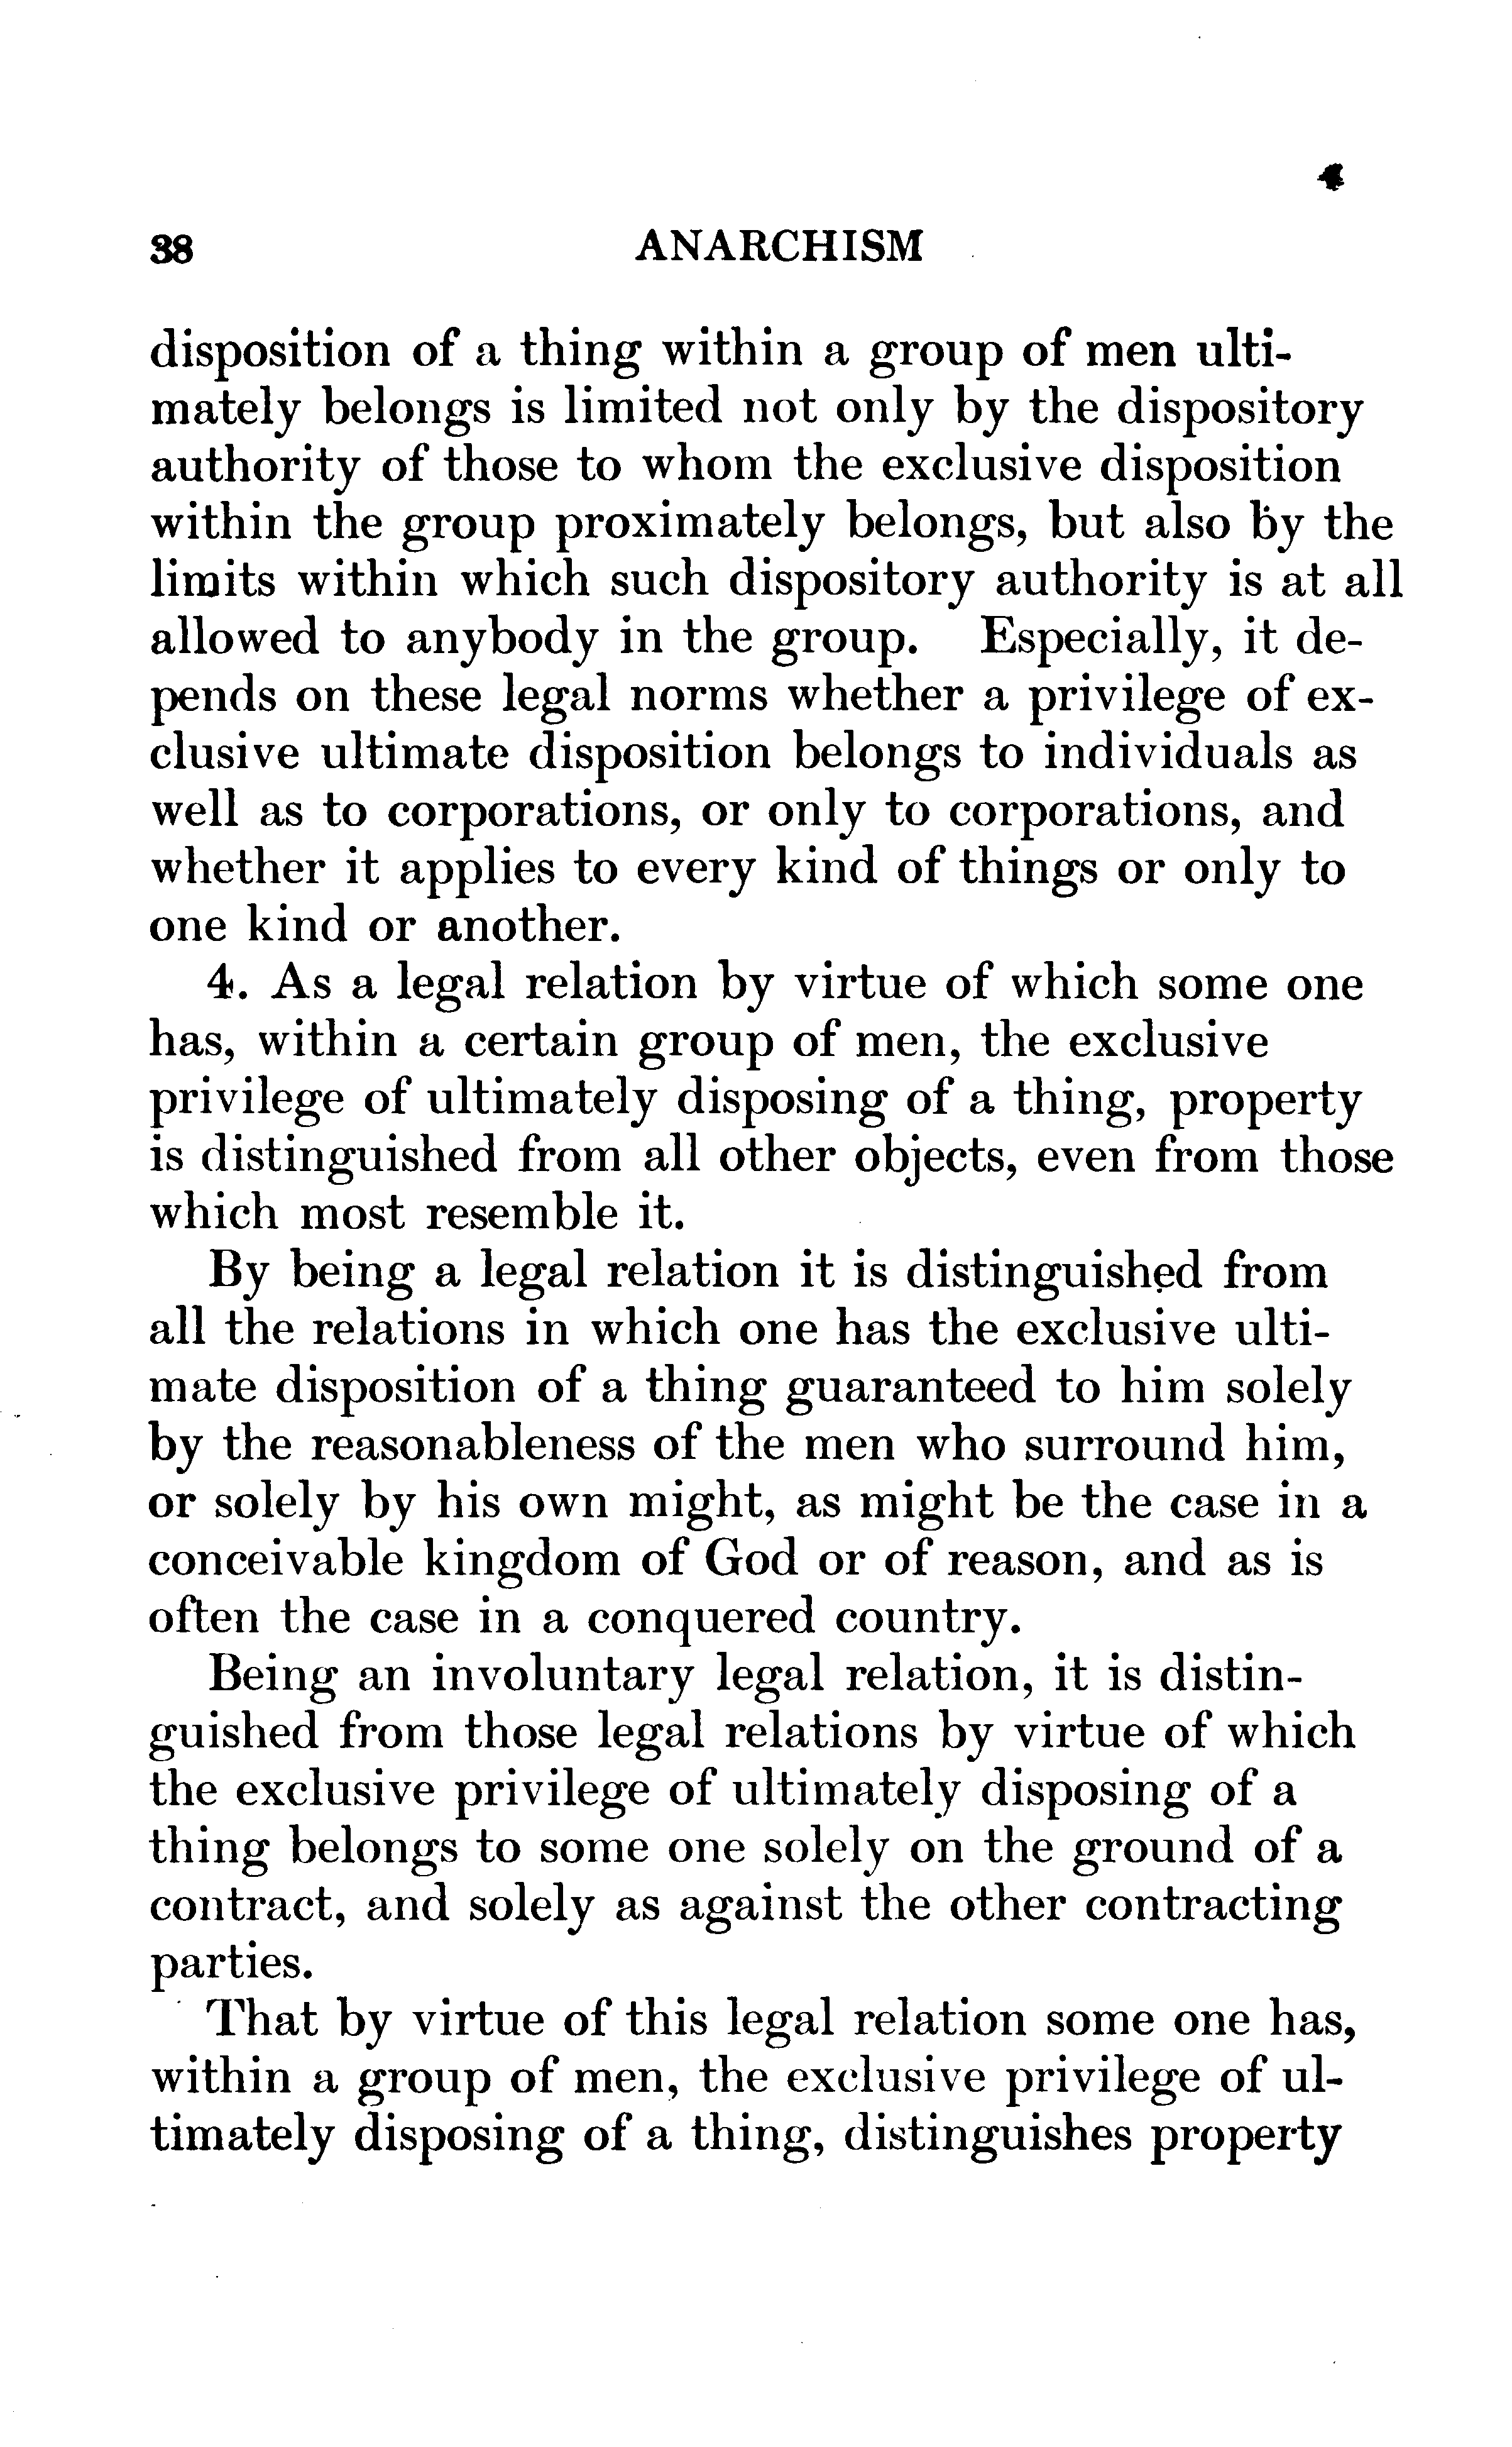 38 ANARCHISM
disposition of a thing within a group of men ulti-
mately belongs is limited not only by the dispository
authority of those to whom the exclusive disposition
within the group proximately belongs, but also by the
limits within which such dispository authority is at all
allowed to anybody in the group. Especially, it de-
pends on these legal norms whether a privilege of ex-
clusive ultimate disposition belongs to individuals as
well as to corporations, or only to corporations, and
whether it applies to every kind of things or only to
one kind or another.
4. As a legal relation by virtue of which some one
has, within a certain group of men, the exclusive
privilege of ultimately disposing of a thing, property
is distinguished from all other objects, even from those
which most resemble it.
By being a legal relation it is distinguished from
all the relations in which one has the exclusive ulti-
mate disposition of a thing guaranteed to him solely
by the reasonableness of the men who surround him,
or solely by his own might, as might be the case in a
conceivable kingdom of God or of reason, and as is
often the case in a conquered country.
Being an involuntary legal relation, it is distin-
guished from those legal relations by virtue of which
the exclusive privilege of ultimately disposing of a
thing belongs to some one solely on the ground of a
contract, and solely as against the other contracting
parties.
That by virtue of this legal relation some one has,
within a group of men, the exclusive privilege of ul-
timately disposing of a thing, distinguishes property